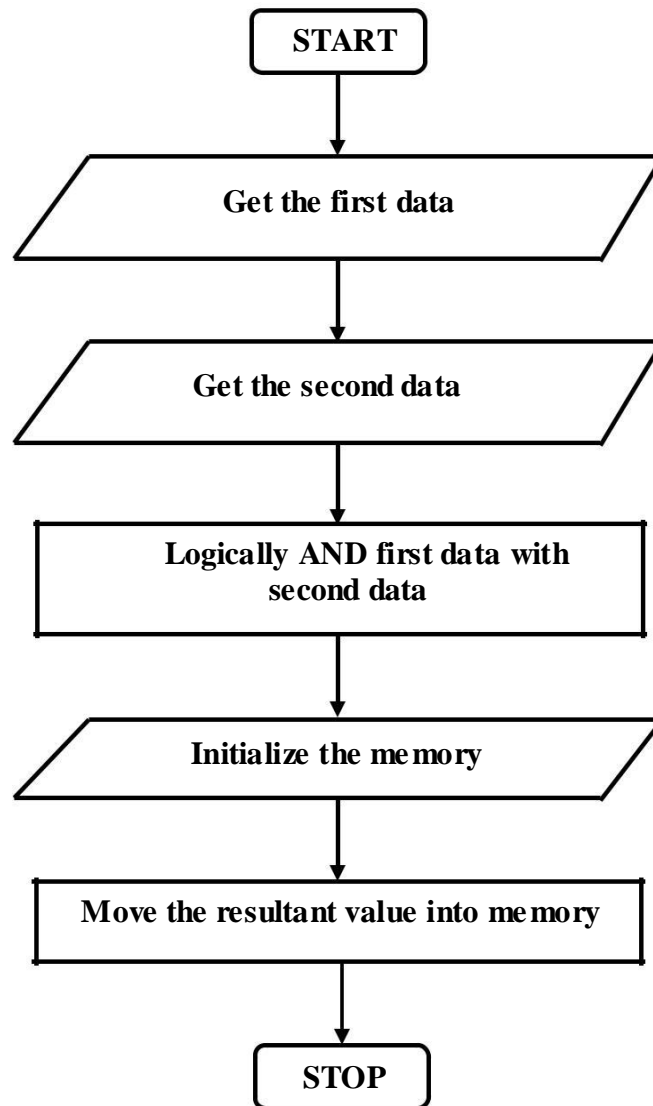 START
Get the first data
Get the second data
Logically AND first data with
second data
Initialize the memory
Move the resultant value into memory
STOP